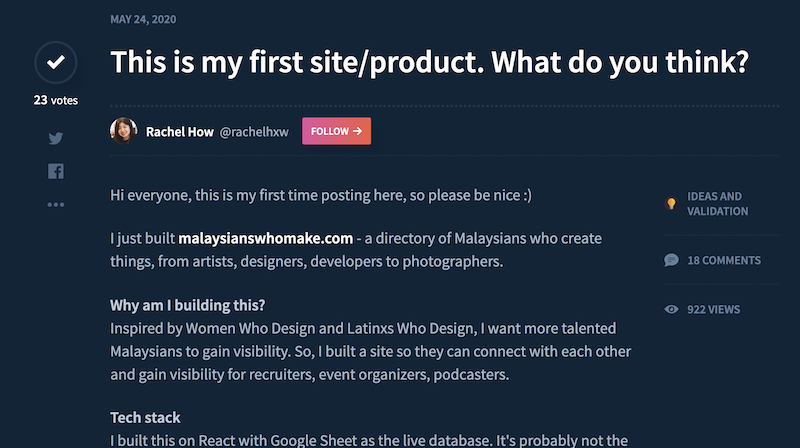 MAY 24, 2020
This is my first site/product. What do you think?
23 votes
Rachel How @rachelhxw FOLLOW →
Hi everyone, this is my first time posting here, so please be nice :)
I just built malaysianswhomake.com - a directory of Malaysians who create
things, from artists, designers, developers to photographers.
Why am I building this?
Inspired by Women Who Design and Latinxs Who Design, I want more talented
Malaysians to gain visibility. So, I built a site so they can connect with each other
and gain visibility for recruiters, event organizers, podcasters.
Tech stack
I built this on React with Google Sheet as the live database. It's probably not the
IDEAS AND
VALIDATION
18 COMMENTS
922 VIEWS